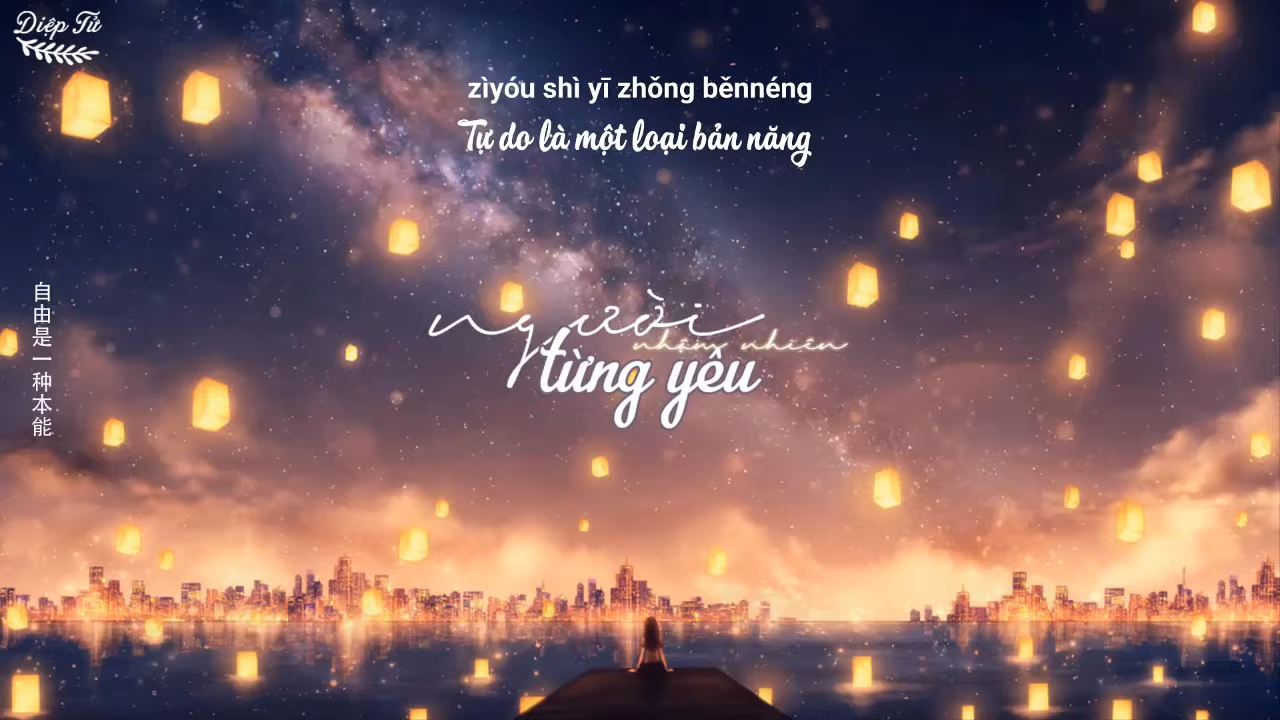 Diệp Tử
zìyóu shì yī zhǒng běnnéng
Tự do là một loại bản năng
自由是一种本能
người
nhậm nhiên
từng yêu